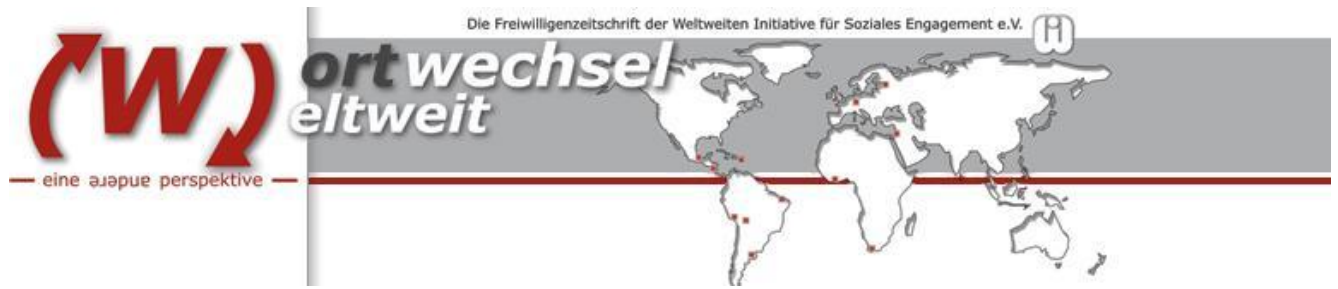 Die Freiwilligenzeitschrift der Weltweiten Initiative für Soziales Engagement e.V.
(W) ortwechsel
eltweit
eine andere perspektive